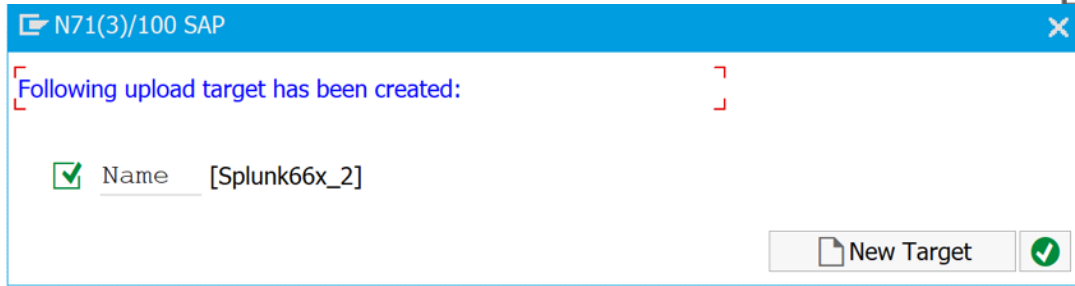 N71(3)/100 SAP
Following upload target has been created:
Name [Splunk66x_2]
New Target